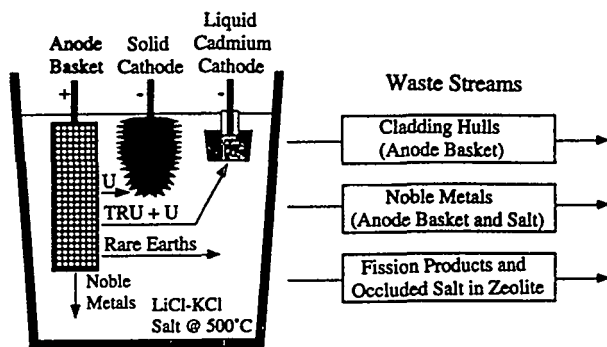 Anode
Basket
Solid
Cathode
Liquid
Cadmium
Cathode
+
-
-
U
TRU + U
Rare Earths
Noble
Metals
LiCl-KCl
Salt @ 500°C
Waste Streams
Cladding Hulls
(Anode Basket)
Noble Metals
(Anode Basket and Salt)
Fission Products and
Occluded Salt in Zeolite